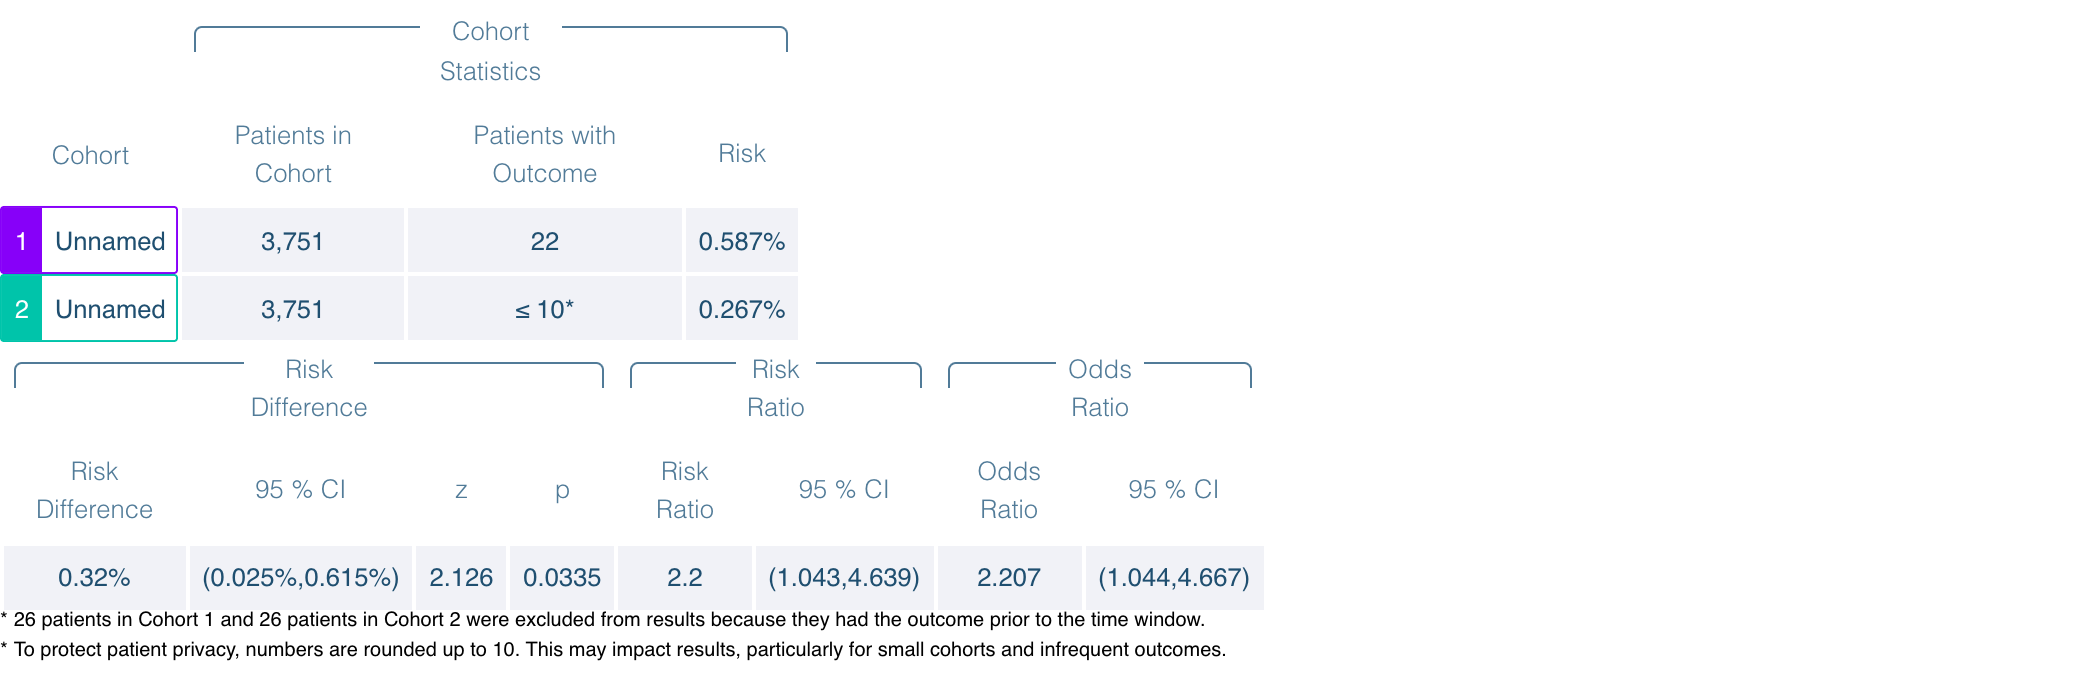 Cohort
Statistics
Cohort
Patients in
Cohort
Patients with
Outcome
Risk
1 Unnamed 3,751 22 0.587%
2 Unnamed 3,751 ≤ 10* 0.267%
Risk
Difference
Risk
Ratio
Odds
Ratio
Risk
Difference
95 % CI
z
p
Risk
Ratio
95 % CI
Odds
Ratio
95 % CI
0.32% (0.025%,0.615%) 2.126 0.0335 2.2 (1.043,4.639) 2.207 (1.044,4.667)
* 26 patients in Cohort 1 and 26 patients in Cohort 2 were excluded from results because they had the outcome prior to the time window.
* To protect patient privacy, numbers are rounded up to 10. This may impact results, particularly for small cohorts and infrequent outcomes.